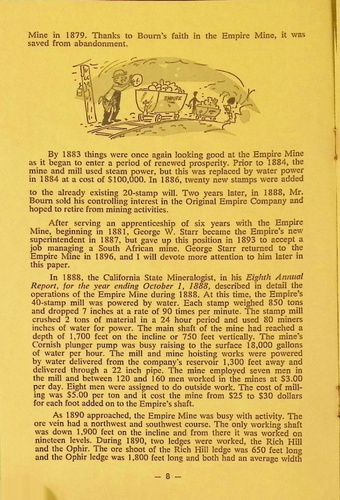 Mine in 1879. Thanks to Bourn's faith in the Empire Mine, it was
saved from abandonment.
By 1883 things were once again looking good at the Empire Mine
as it began to enter a period of renewed prosperity. Prior to 1884, the
mine and mill used steam power, but this was replaced by water power
in 1884 at a cost of $100,000. In 1886, twenty new stamps were added
to the already existing 20-stamp will. Two years later, in 1888, Mr.
Bourn sold his controlling interest in the Original Empire Company and
hoped to retire from mining activities.
After serving an apprenticeship of six years with the Empire
Mine, beginning in 1881, George W. Starr became the Empire's new
superintendent in 1887, but gave up this position in 1893 to accept a
job managing a South African mine. George Starr returned to the
Empire Mine in 1896, and I will devote more attention to him later in
this paper.
In 1888, the California State Mineralogist, in his Eighth Annual
Report, for the year ending October 1, 1888, described in detail the
operations of the Empire Mine during 1888. At this time, the Empire's
40-stamp mill was powered by water. Each stamp weighed 850 tons
and dropped 7 inches at a rate of 90 times per minute. The stamp mill
crushed 2 tons of material in a 24 hour period and used 80 miners
inches of water for power. The main shaft of the mine had reached a
depth of 1,700 feet on the incline or 750 feet vertically. The mine's
Cornish plunger pump was busy raising to the surface 18,000 gallons
of water per hour. The mill and mine hoisting works were powered
by water delivered from the company's reservoir 1,300 feet away and
delivered through a 22 inch pipe. The mine employed seven men in
the mill and between 120 and 160 men worked in the mines at $3.00
per day. Eight men were assigned to do outside work. The cost of mill-
ing was $5.00 per ton and it cost the mine from $25 to $30 dollars
for each foot added on to the Empire's shaft.
As 1890 approached, the Empire Mine was busy with activity. The
ore vein had a northwest and southwest course. The only working shaft
was down 1,900 feet on the incline and from there it was worked on
nineteen levels. During 1890, two ledges were worked, the Rich Hill
and the Ophir. The ore shoot of the Rich Hill ledge was 650 feet long
and the Ophir ledge was 1,800 feet long and both had an average width
— 8 —